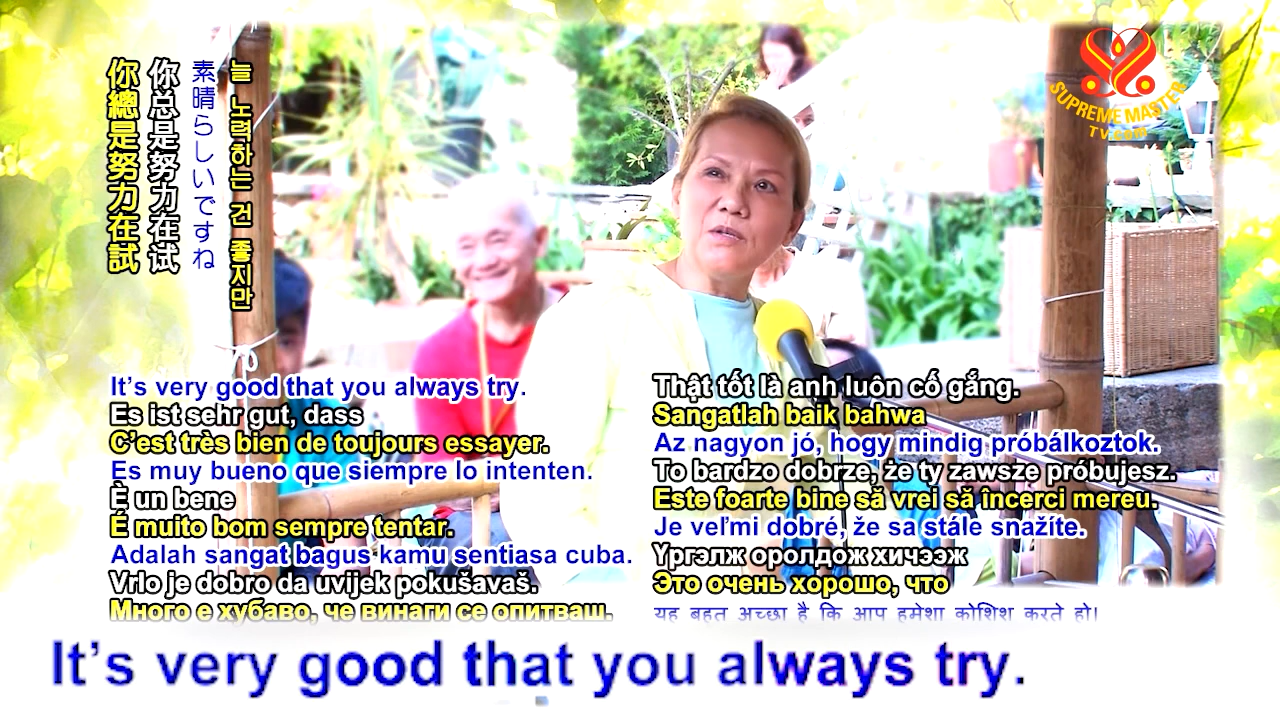 你總是努力在試
你总是努力在试
素晴らしいですね
늘 노력하는 건 좋지만
SUPREME MASTER
TV.com
It's very good that you always try.
Es ist sehr gut, dass
C'est très bien de toujours essayer.
Es muy bueno que siempre lo intenten.
È un bene
É muito bom sempre tentar.
Adalah sangat bagus kamu sentiasa cuba.
Vrlo je dobro da uvijek pokušavaš.
Много е хубаво, че винаги се опитваш.
Thật tốt là anh luôn cố gắng.
Sangatlah baik bahwa
Az nagyon jó, hogy mindig próbálkoztok.
To bardzo dobrze, że ty zawsze próbujesz.
Este foarte bine să vrei să încerci mereu.
Je veľmi dobré, že sa stále snažíte.
Үргэлж оролдож хичээж
Это очень хорошо, что
यह बहुत अच्छा है कि आप हमेशा कोशिश करते हो।
It's very good that you always try.